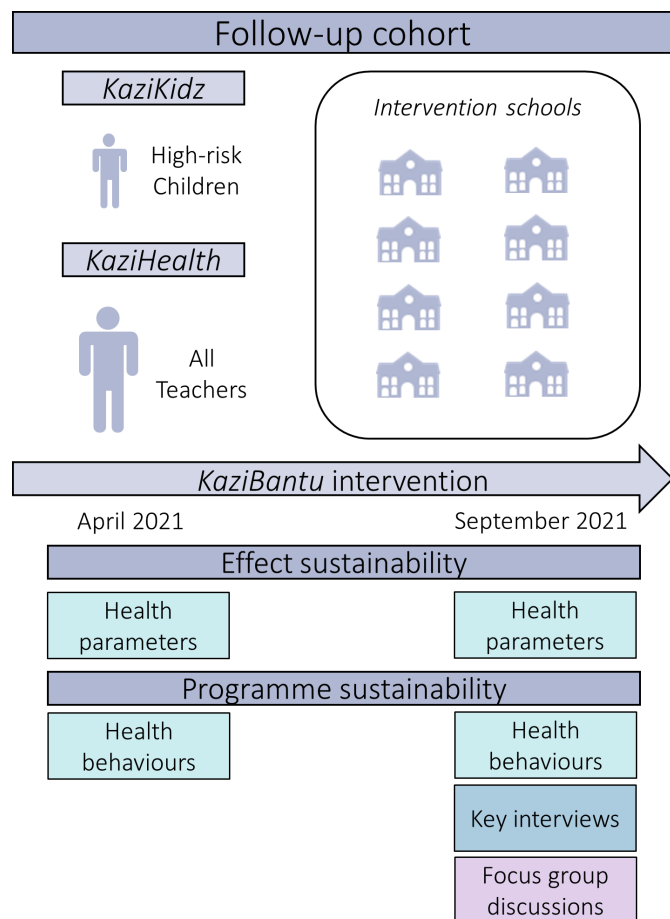 Follow-up cohort
KaziKidz
High-risk
Children
KaziHealth
All
Teachers
Intervention schools
KaziBantu intervention
April 2021
September 2021
Effect sustainability
Health
parameters
Health
parameters
Programme sustainability
Health
behaviours
Health
behaviours
Key interviews
Focus group
discussions